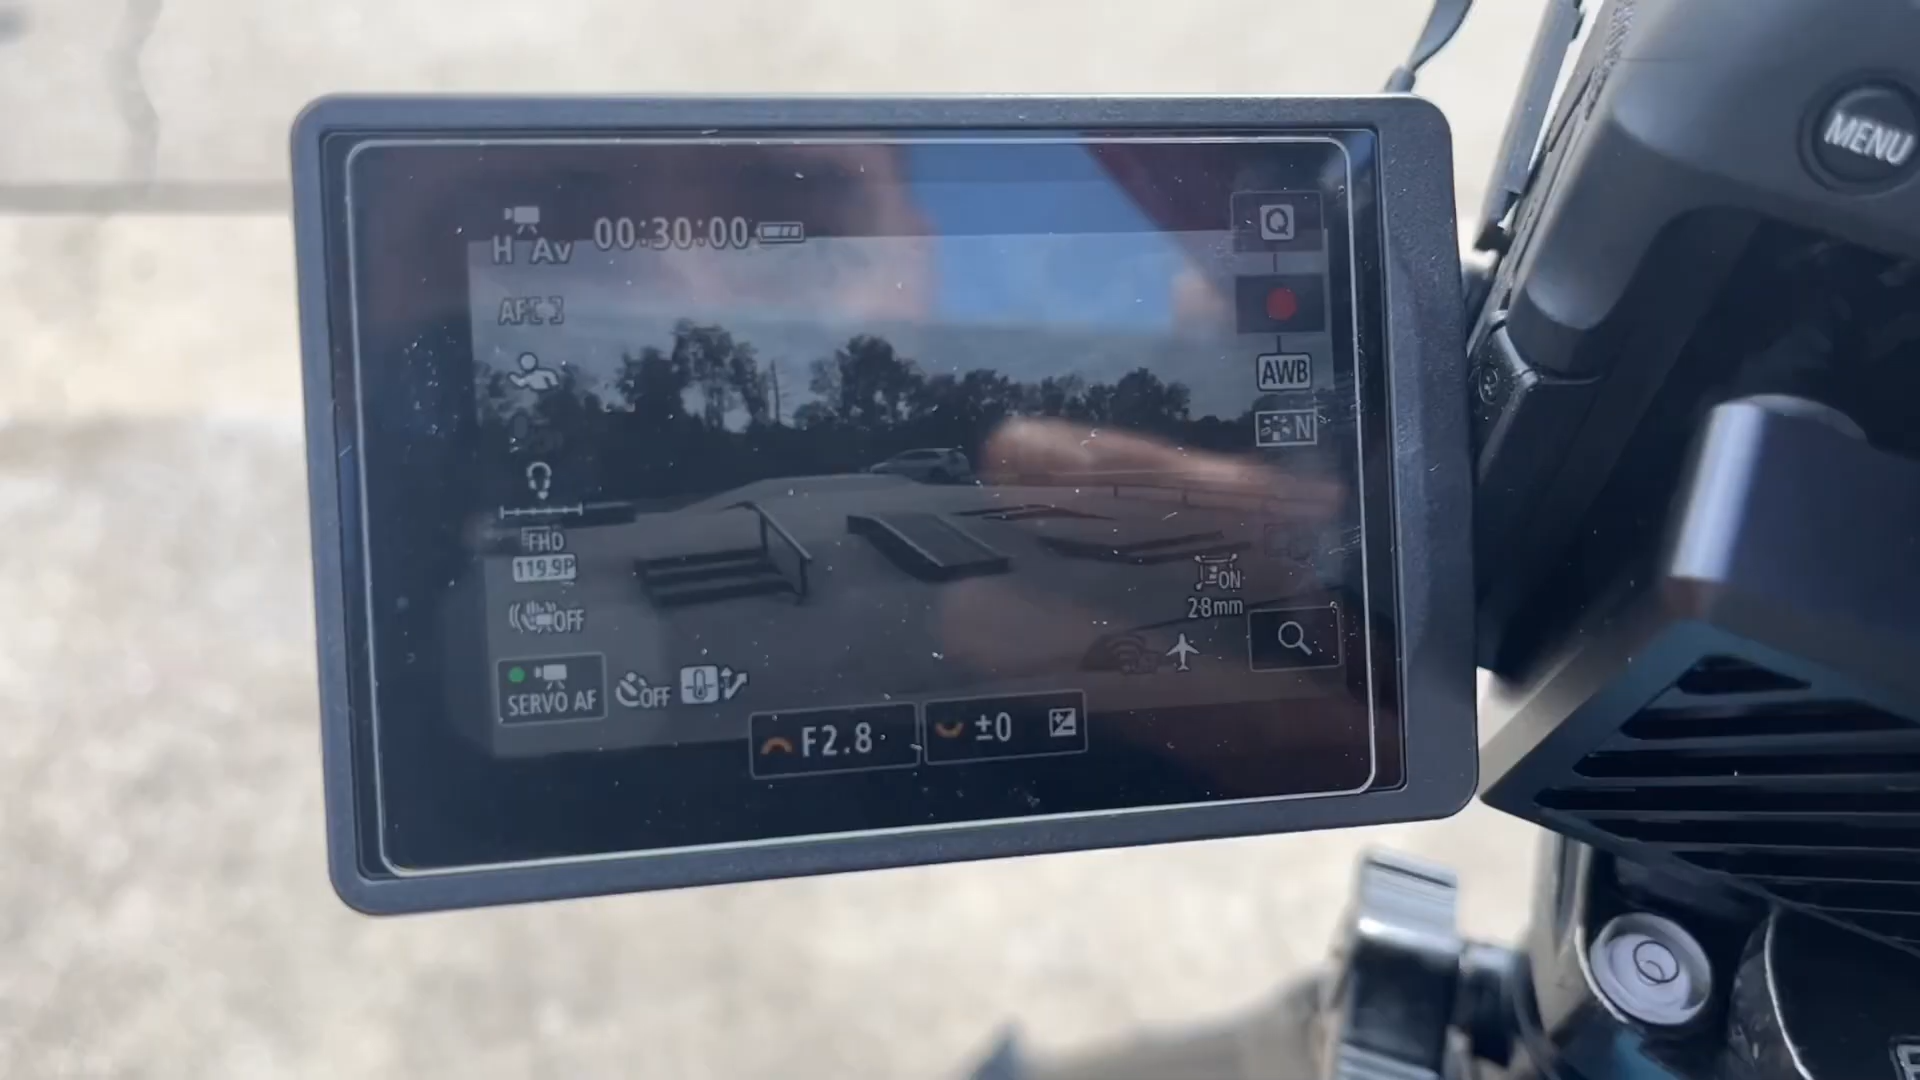 MENU
H Av 00:30:00
Q
AF
AWB
N
FHD
119.9P
ON
OFF
28mm
SERVO AF
OFF
F2.8
±0